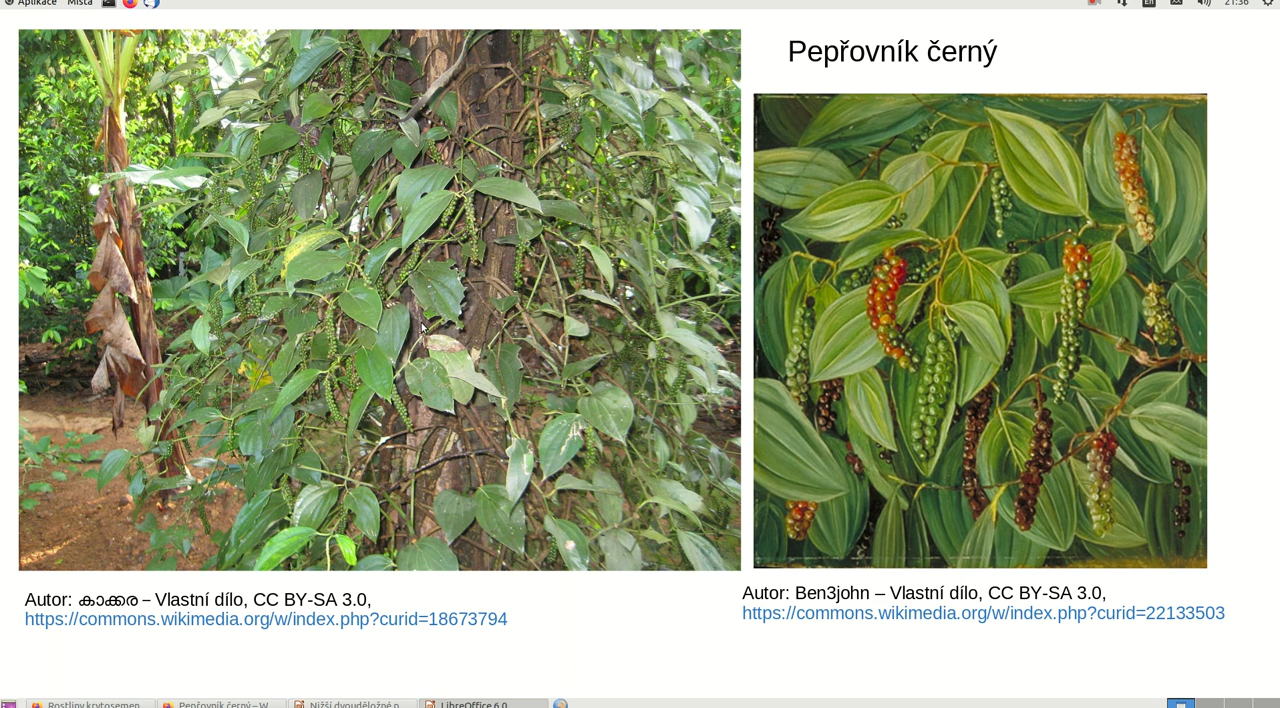 Aplikace Místa En 21:36
Pepřovník černý
Autor: കാക്കര – Vlastní dílo, CC BY-SA 3.0,
https://commons.wikimedia.org/w/index.php?curid=18673794
Autor: Ben3john – Vlastní dílo, CC BY-SA 3.0,
https://commons.wikimedia.org/w/index.php?curid=22133503
Rostliny krytosemen... Pepřovník černý – W... Nižší dvouděložné p... LibreOffice 6.0